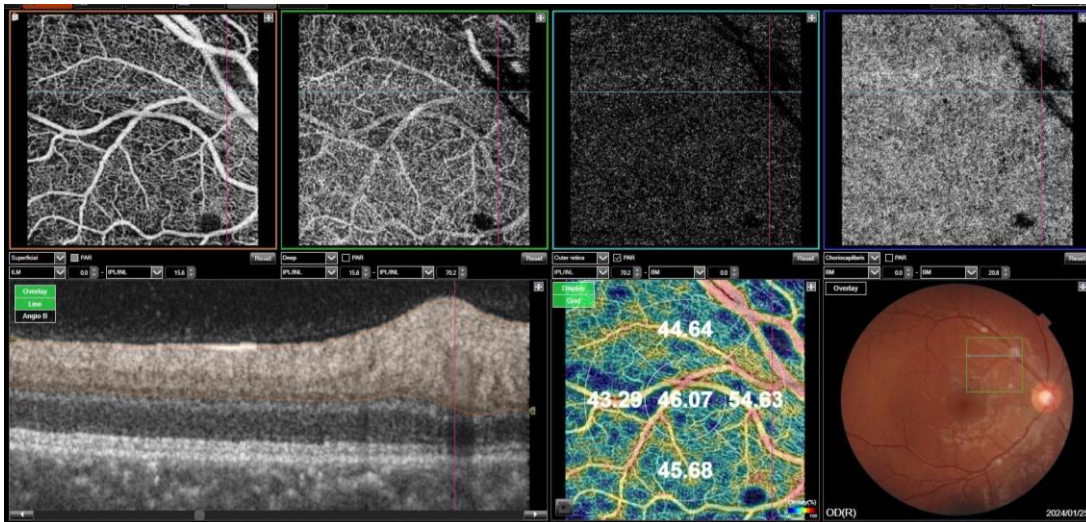 Superficial PAR Reset
ILM 0.0 - IPL/INL 15.6
Deep PAR Reset
IPL/INL 15.6 - IPL/INL 70.2
Outer retina PAR Reset
IPL/INL 70.2 - BM 0.0
Choriocapillaris PAR Reset
BM 0.0 - BM 20.8
Overlay
Line
Angio B
Display
Grid
44.64
43.29 46.07 54.63
45.68
Density(%)
Overlay
OD(R)